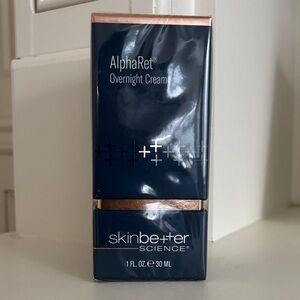 AlphaRet
Overnight Cream
skinbetter
SCIENCE®
1 FL. OZ. ℮ 30 ML